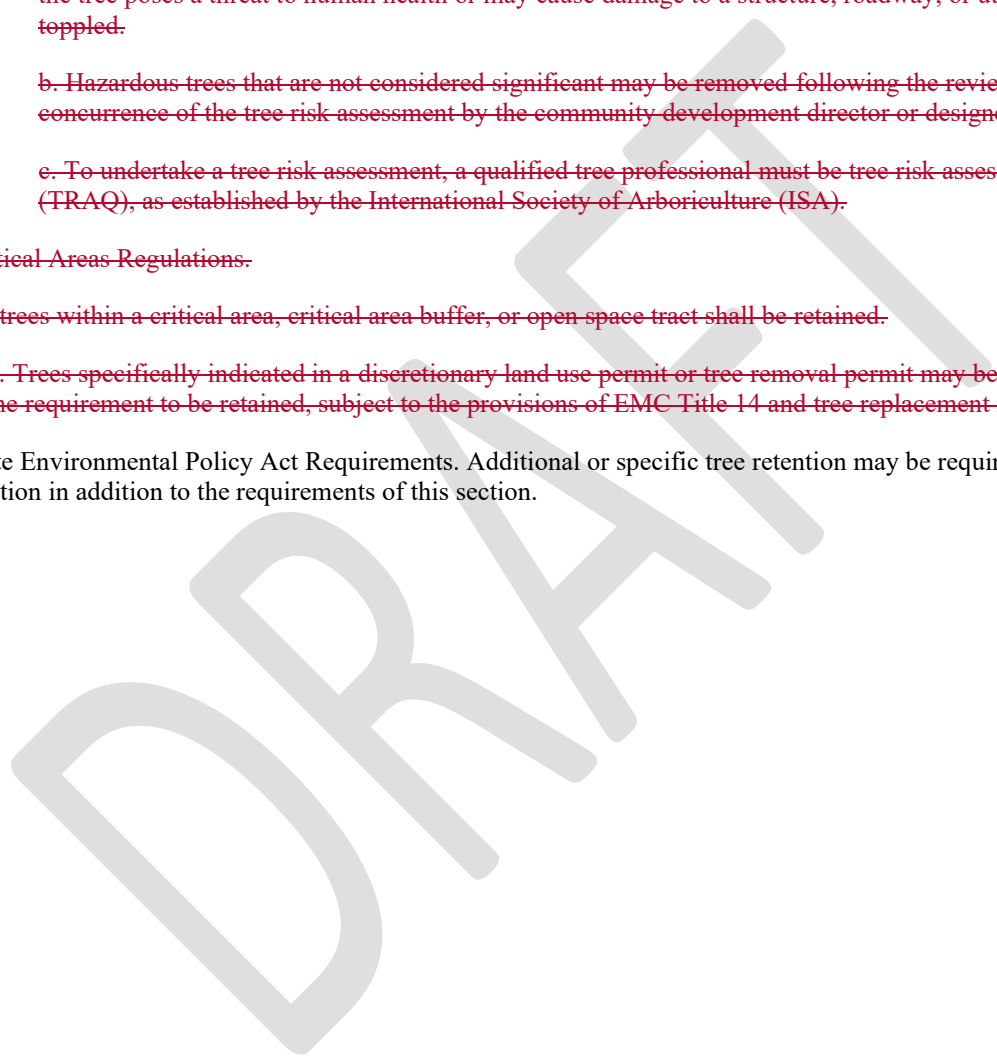 the tree poses a threat to human health or may cause damage to a structure, roadway, or
toppled.
b. Hazardous trees that are not considered significant may be removed following the
concurrence of the tree risk assessment by the community development director or
c. To undertake a tree risk assessment, a qualified tree professional must be tree risk
(TRAQ), as established by the International Society of Arboriculture (ISA).
tical Areas Regulations.
trees within a critical area, critical area buffer, or open space tract shall be retained.
. Trees specifically indicated in a discretionary land use permit or tree removal permit may be
requirement to be retained, subject to the provisions of EMC Title 14 and tree replacement
te Environmental Policy Act Requirements. Additional or specific tree retention may be
tion in addition to the requirements of this section.
DRAFT